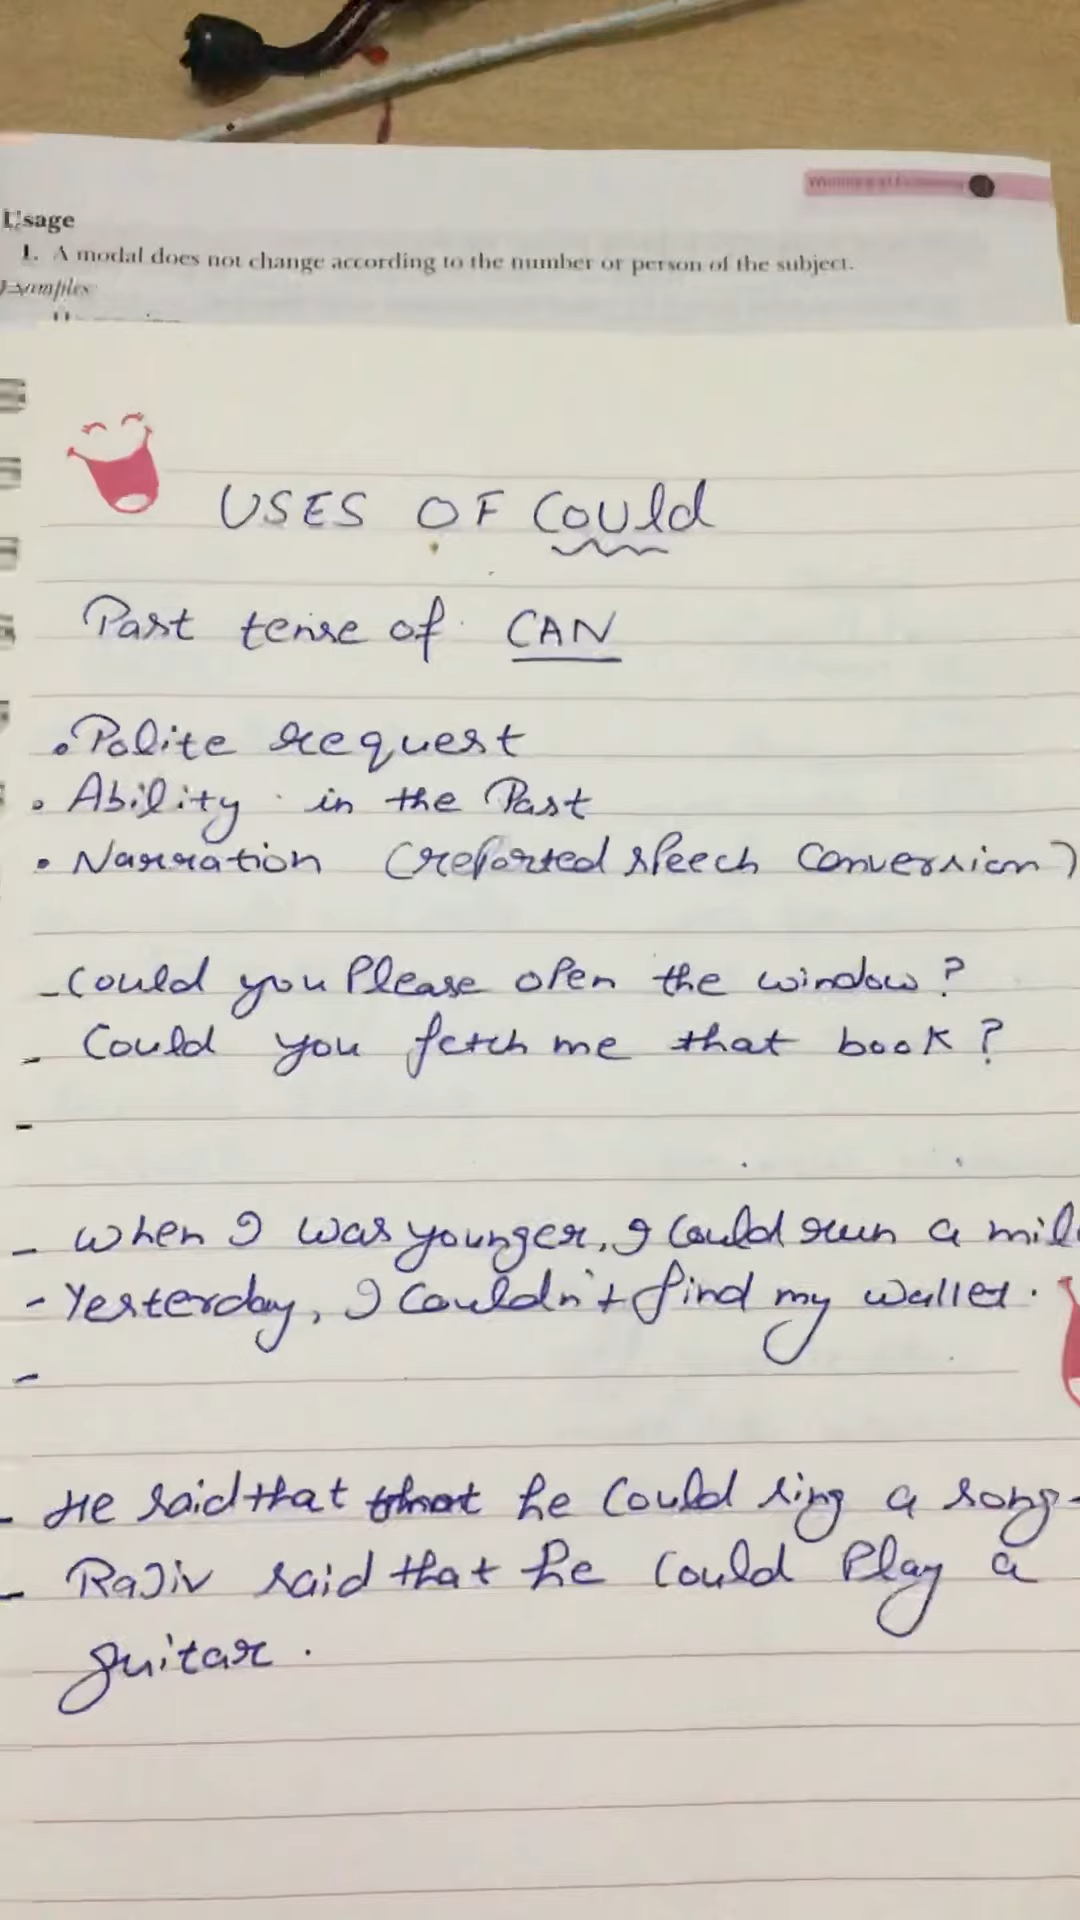 Usage
1. A modal does not change according to the number or person of the subject.
Examples
USES OF Could
Past tense of CAN
• Polite request
• Ability in the Past
• Narration (reported speech conversion)
- Could you Please open the window?
- Could you fetch me that book?
-
- When I was younger, I could run a mil
- Yesterday, I couldn't find my wallet.
-
- He said that that he could sing a song
- Rajiv said that he could Play a
guitar.